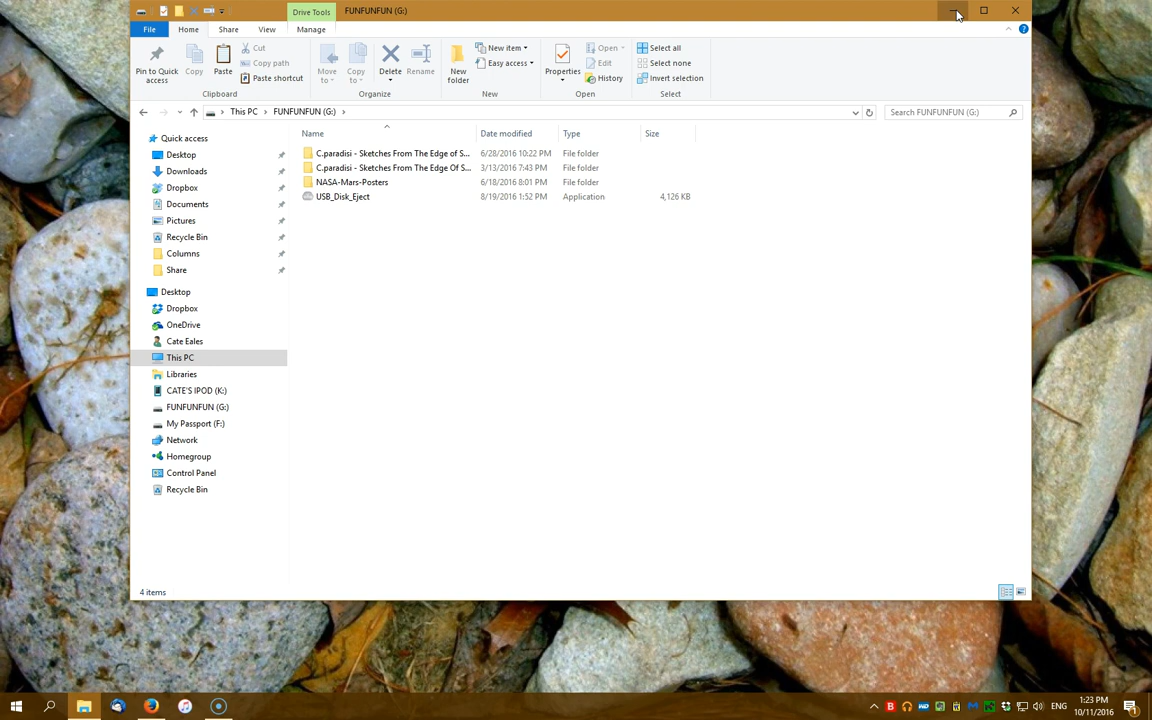 Drive Tools
FUNFUNFUN (G:)
File
Home
Share
View
Manage
Pin to Quick access
Copy
Paste
Cut
Copy path
Paste shortcut
Clipboard
Move to
Copy to
Delete
Rename
Organize
New folder
New item
Easy access
New
Properties
Open
Edit
History
Open
Select all
Select none
Invert selection
Select
This PC > FUNFUNFUN (G:) >
Search FUNFUNFUN (G:)
Name Date modified Type Size
C.paradisi - Sketches From The Edge of S... 6/28/2016 10:22 PM File folder
C.paradisi - Sketches From The Edge Of S... 3/13/2016 7:43 PM File folder
NASA-Mars-Posters 6/18/2016 8:01 PM File folder
USB_Disk_Eject 8/19/2016 1:52 PM Application 4,126 KB
Quick access
Desktop
Downloads
Dropbox
Documents
Pictures
Recycle Bin
Columns
Share
Desktop
Dropbox
OneDrive
Cate Eales
This PC
Libraries
CATE'S IPOD (K:)
FUNFUNFUN (G:)
My Passport (F:)
Network
Homegroup
Control Panel
Recycle Bin
4 items
ENG
1:23 PM
10/11/2016